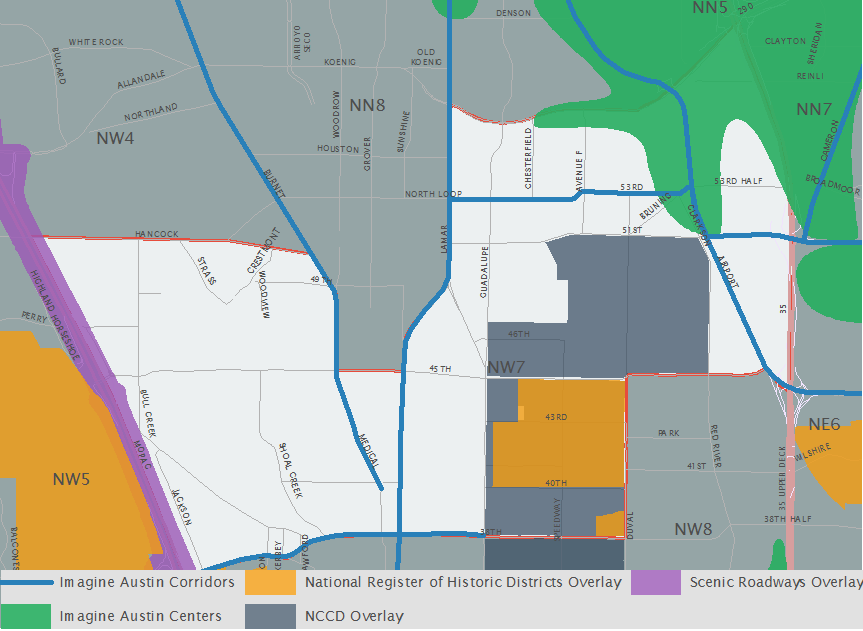 DENSON
NN5
290
WHITE ROCK
BULLARD
ARROYO SECO
OLD
KOENIG
KOENIG
CLAYTON
SHERIDAN
REINLI
ALLANDALE
NORTHLAND
WOODROW
NN8
SUNSHINE
NN7
NW4
HOUSTON
GROVER
CHESTERFIELD
AVENUE F
CAMERON
BURNET
NORTH LOOP
53RD
53RD HALF
BROADMOOR
BRUNING
CLARKSON
HANCOCK
CRESTMONT
LAMAR
51ST
STRASS
WOODVIEW
49TH
GUADALUPE
AIRPORT
HIGHLAND
HORSESHOE
PERRY
35
46TH
45TH
NW7
BULL CREEK
43RD
NE6
MEDICAL
PARK
RED RIVER
WILSHIRE
MOPAC
SHOAL CREEK
41ST
NW5
JACKSON
40TH
35 UPPER DECK
BALCONES
SPEEDWAY
DUVAL
NW8
38TH HALF
38TH
Imagine Austin Corridors
National Register of Historic Districts Overlay
Scenic Roadways Overlay
Imagine Austin Centers
NCCD Overlay